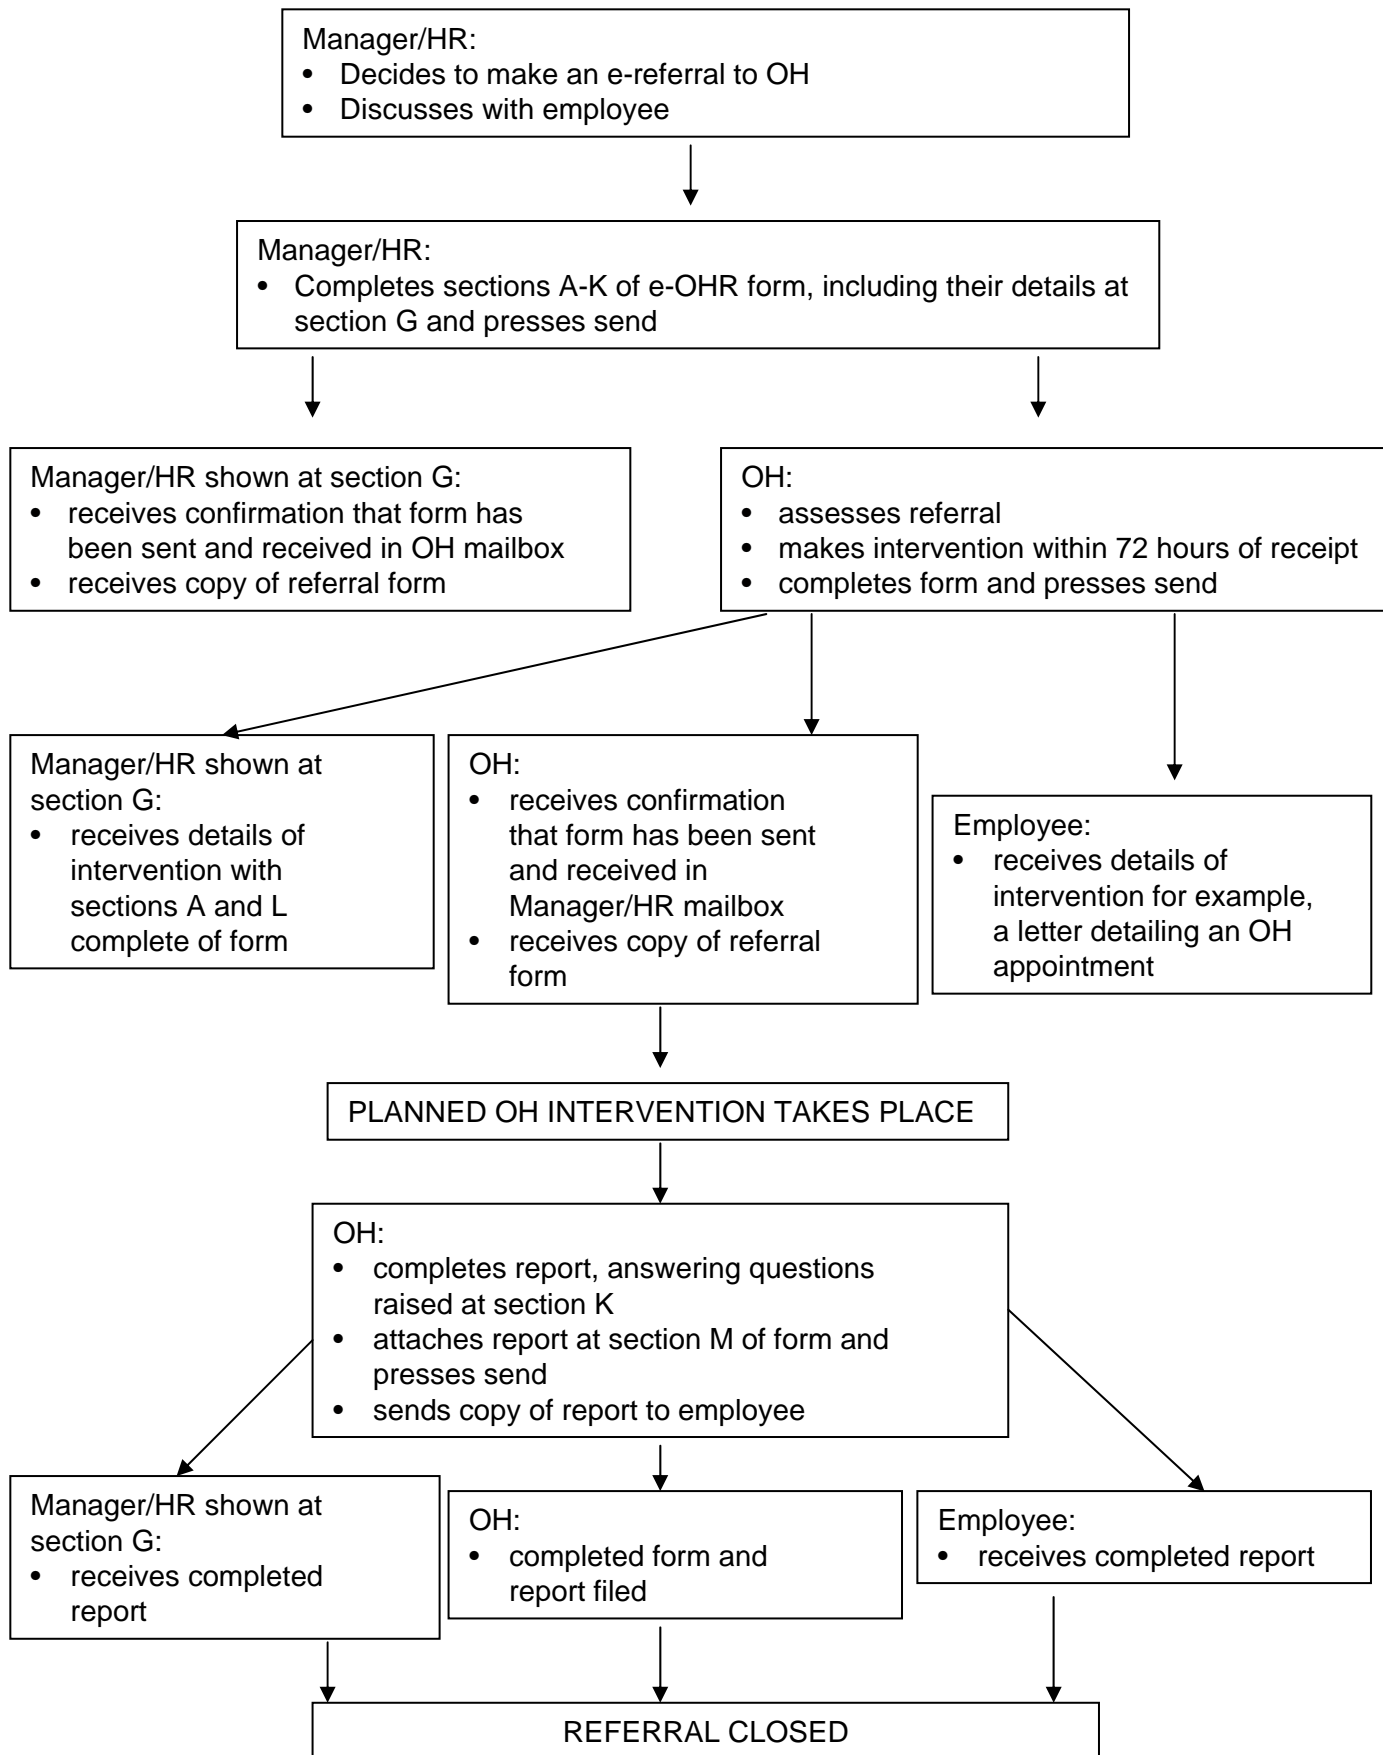 Manager/HR:
• Decides to make an e-referral to OH
• Discusses with employee
Manager/HR:
• Completes sections A-K of e-OHR form, including their details at
section G and presses send
Manager/HR shown at section G:
• receives confirmation that form has
been sent and received in OH mailbox
• receives copy of referral form
OH:
• assesses referral
• makes intervention within 72 hours of receipt
• completes form and presses send
Manager/HR shown at
section G:
• receives details of
intervention with
sections A and L
complete of form
OH:
• receives confirmation
that form has been sent
and received in
Manager/HR mailbox
• receives copy of referral
form
Employee:
• receives details of
intervention for example,
a letter detailing an OH
appointment
PLANNED OH INTERVENTION TAKES PLACE
OH:
• completes report, answering questions
raised at section K
• attaches report at section M of form and
presses send
• sends copy of report to employee
Manager/HR shown at
section G:
• receives completed
report
OH:
• completed form and
report filed
Employee:
• receives completed report
REFERRAL CLOSED